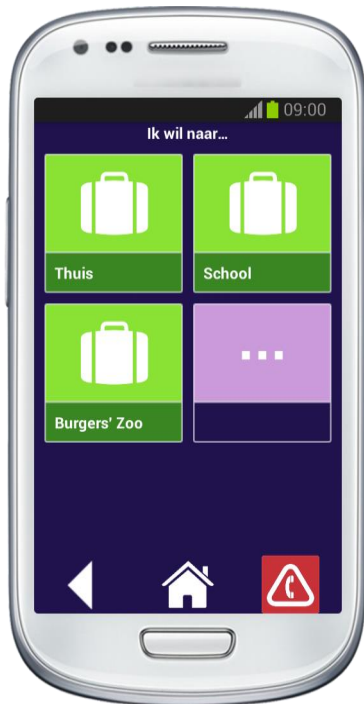 09:00
Ik wil naar...
Thuis
School
Burgers' Zoo
...